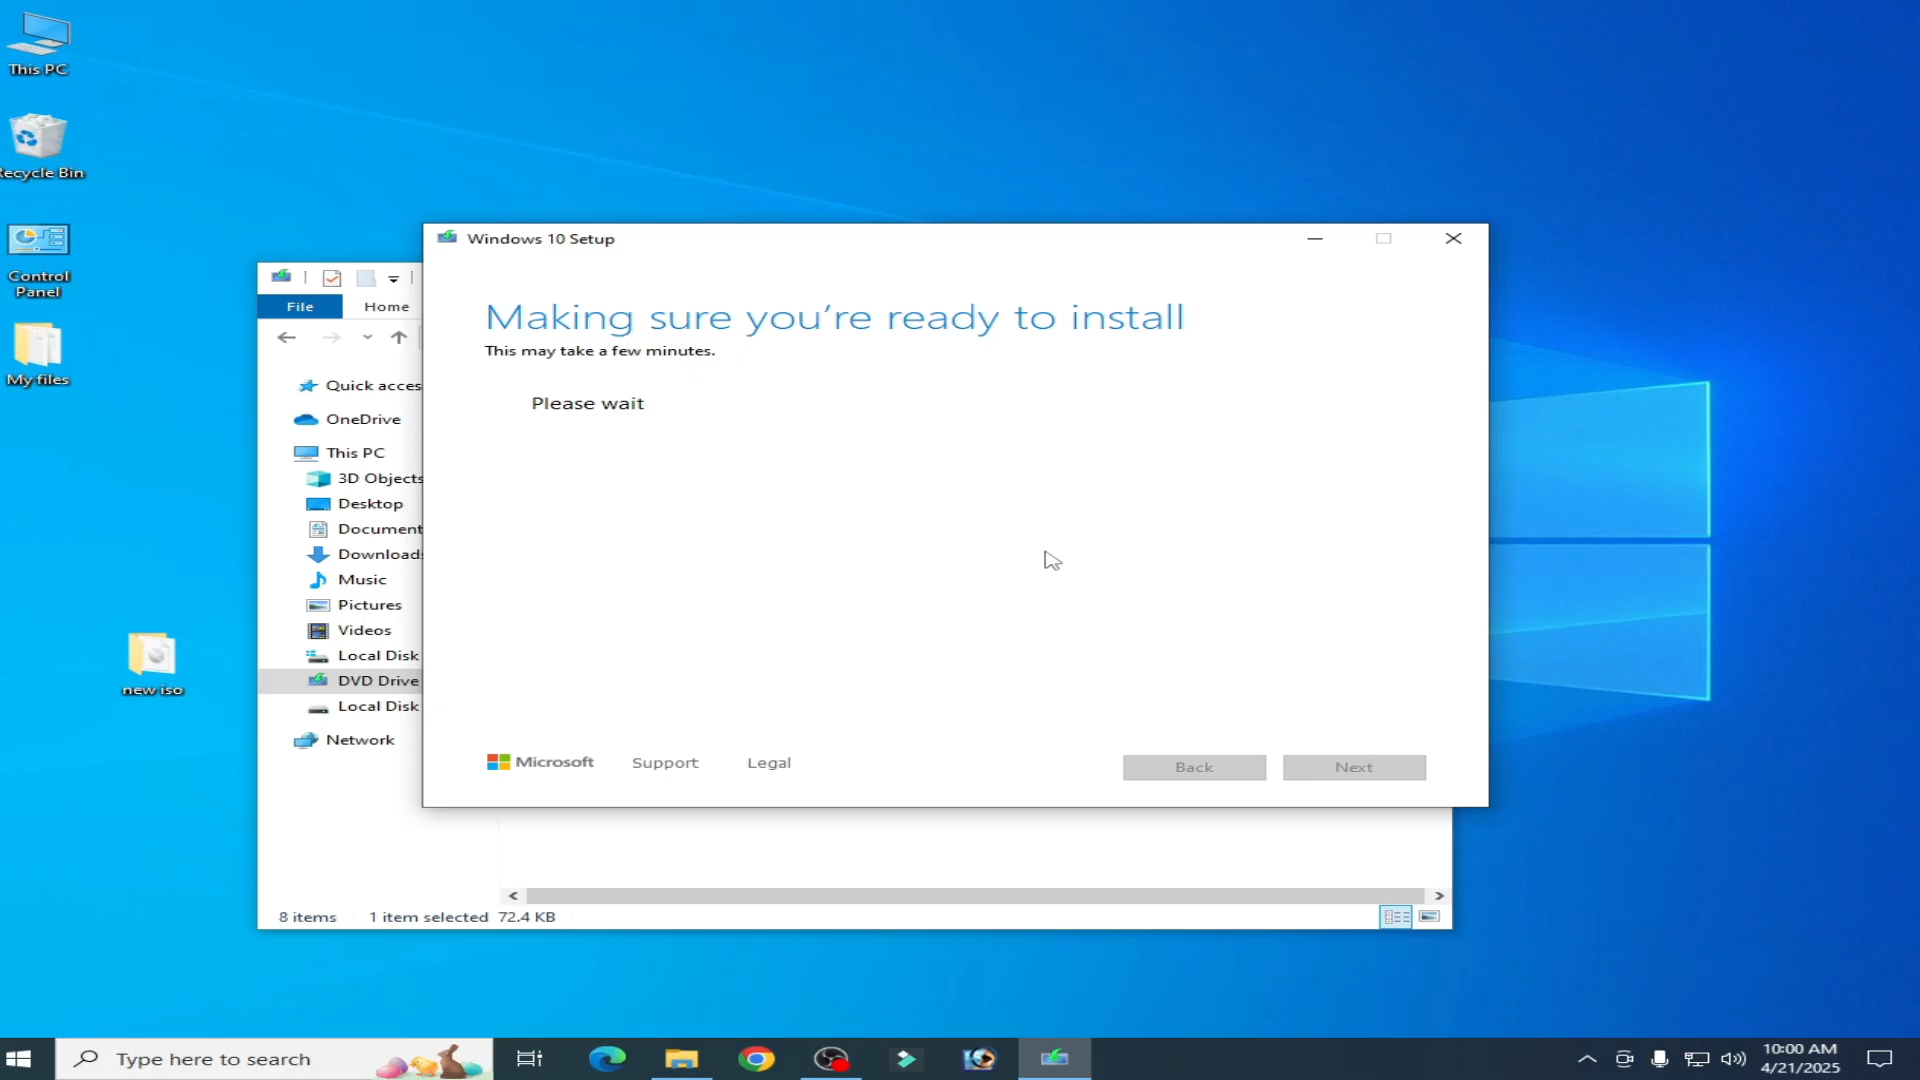 This PC
Recycle Bin
Control
Panel
My files
new iso
File
Home
Quick acces
OneDrive
This PC
3D Objects
Desktop
Document
Downloads
Music
Pictures
Videos
Local Disk
DVD Drive
Local Disk
Network
8 items
1 item selected 72.4 KB
Windows 10 Setup
Making sure you're ready to install
This may take a few minutes.
Please wait
Microsoft
Support
Legal
Back
Next
Type here to search
10:00 AM
4/21/2025